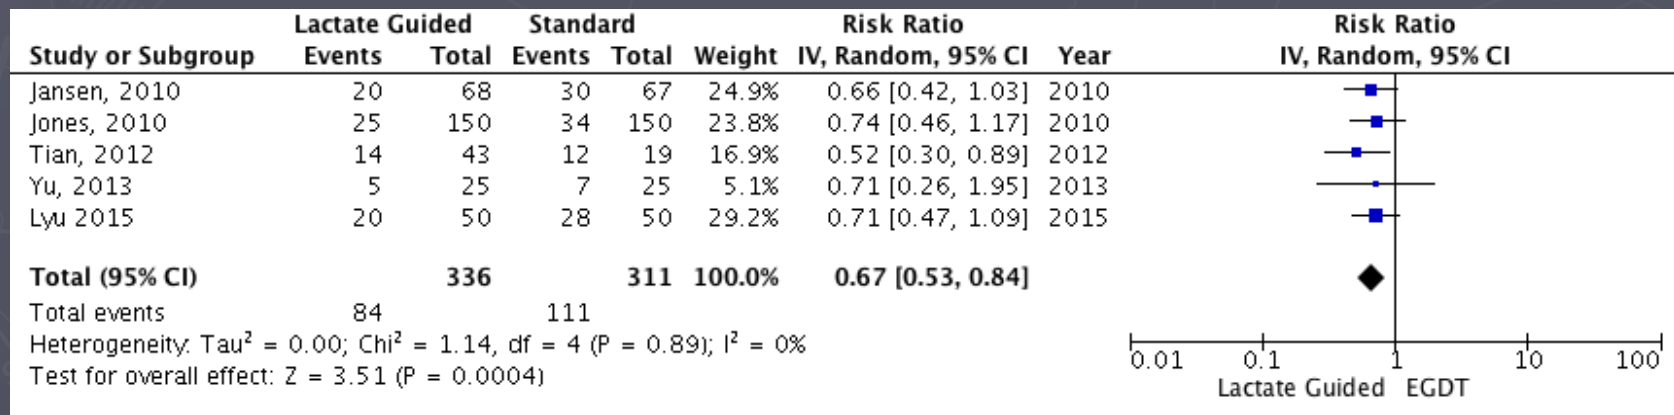 Lactate Guided Standard Risk Ratio Risk Ratio
Study or Subgroup Events Total Events Total Weight IV, Random, 95% CI Year IV, Random, 95% CI
Jansen, 2010 20 68 30 67 24.9% 0.66 [0.42, 1.03] 2010
Jones, 2010 25 150 34 150 23.8% 0.74 [0.46, 1.17] 2010
Tian, 2012 14 43 12 19 16.9% 0.52 [0.30, 0.89] 2012
Yu, 2013 5 25 7 25 5.1% 0.71 [0.26, 1.95] 2013
Lyu 2015 20 50 28 50 29.2% 0.71 [0.47, 1.09] 2015
Total (95% CI) 336 311 100.0% 0.67 [0.53, 0.84]
Total events 84 111
Heterogeneity: Tau² = 0.00; Chi² = 1.14, df = 4 (P = 0.89); I² = 0%
Test for overall effect: Z = 3.51 (P = 0.0004)
0.01 0.1 1 10 100
Lactate Guided EGDT